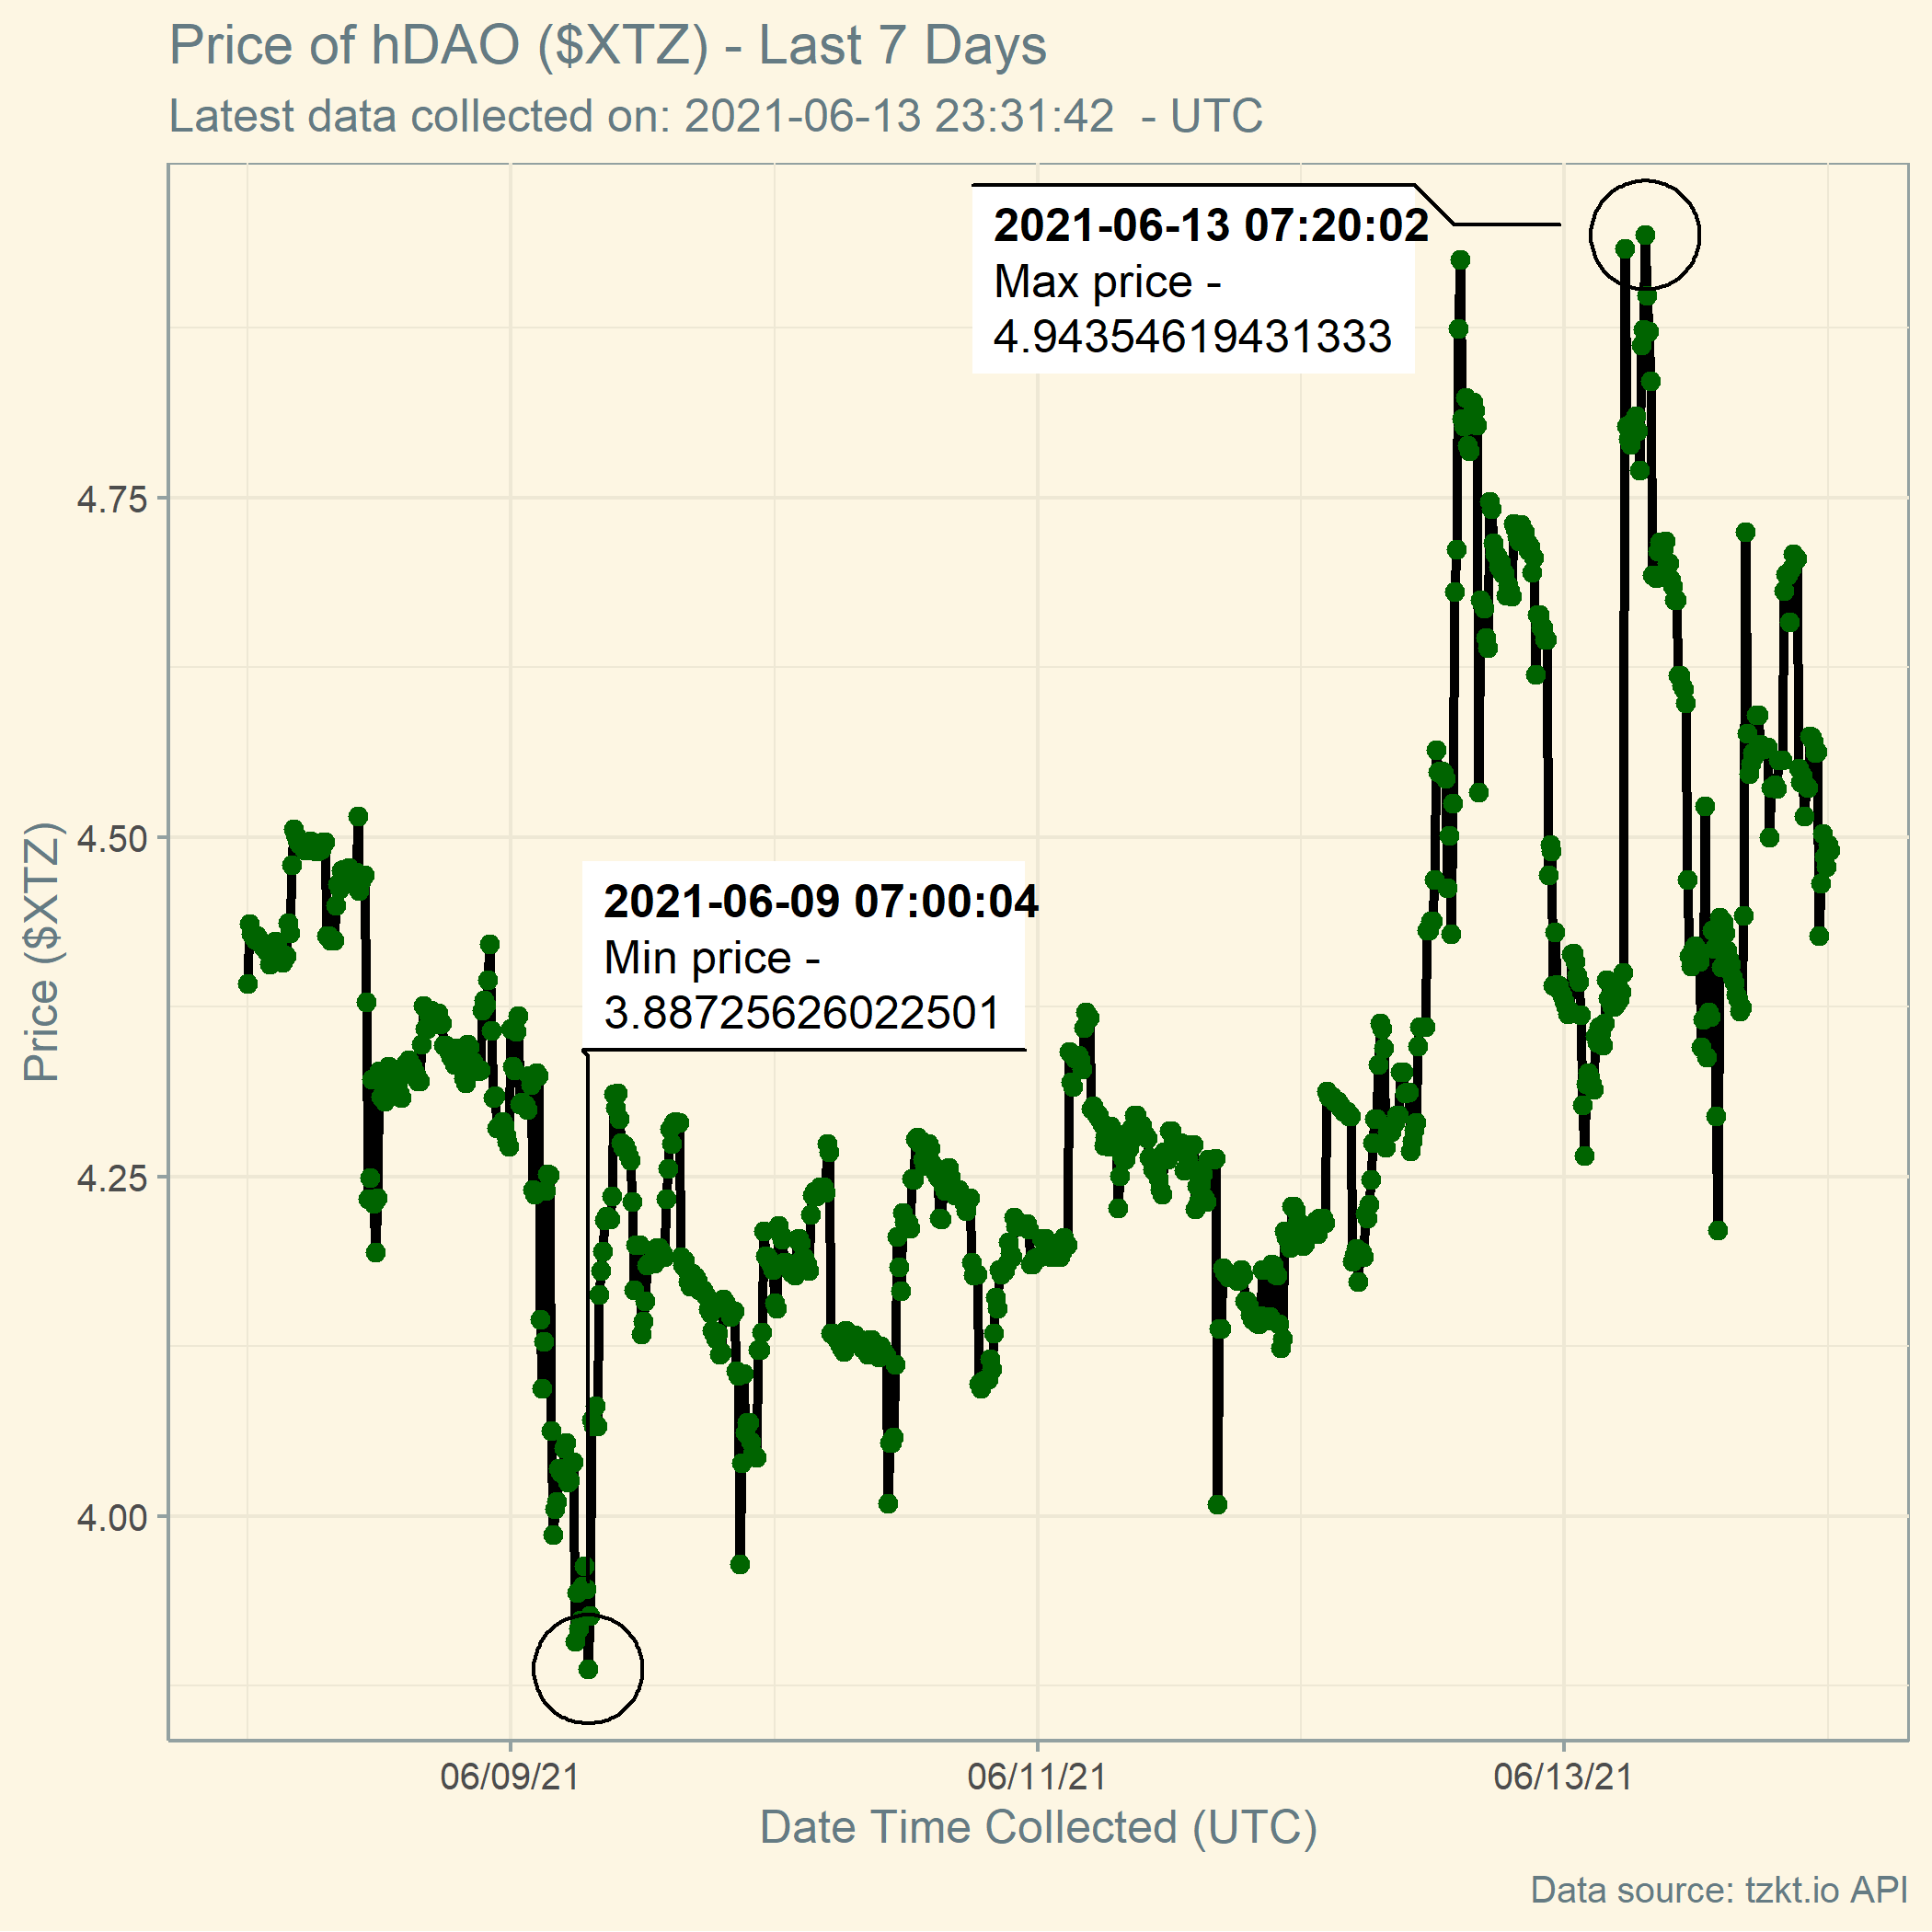 Price of hDAO ($XTZ) - Last 7 Days
Latest data collected on: 2021-06-13 23:31:42  - UTC
2021-06-13 07:20:02
Max price -
4.94354619431333
2021-06-09 07:00:04
Min price -
3.88725626022501
Price ($XTZ)
4.75
4.50
4.25
4.00
06/09/21
06/11/21
06/13/21
Date Time Collected (UTC)
Data source: tzkt.io API